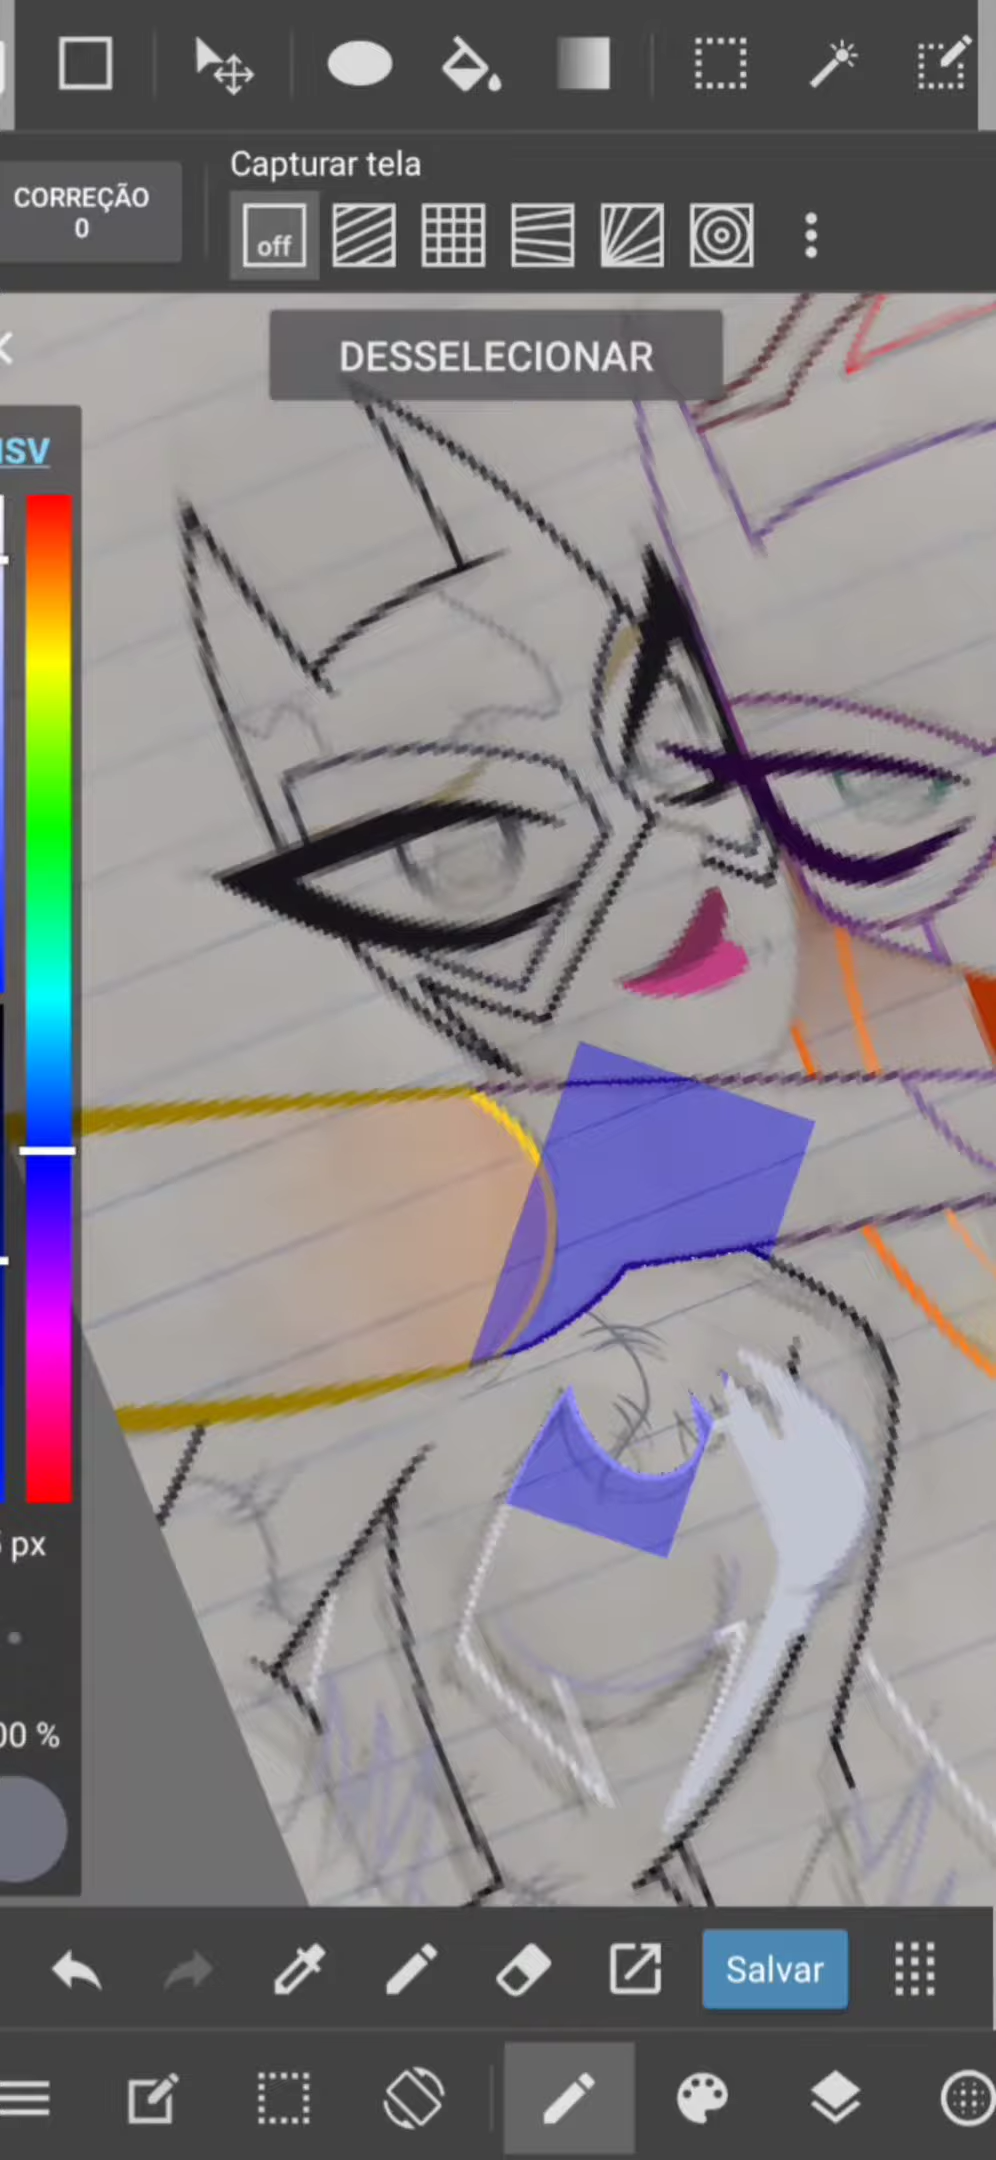 Capturar tela
CORREÇÃO
0
off
DESSELECIONAR
px
Salvar